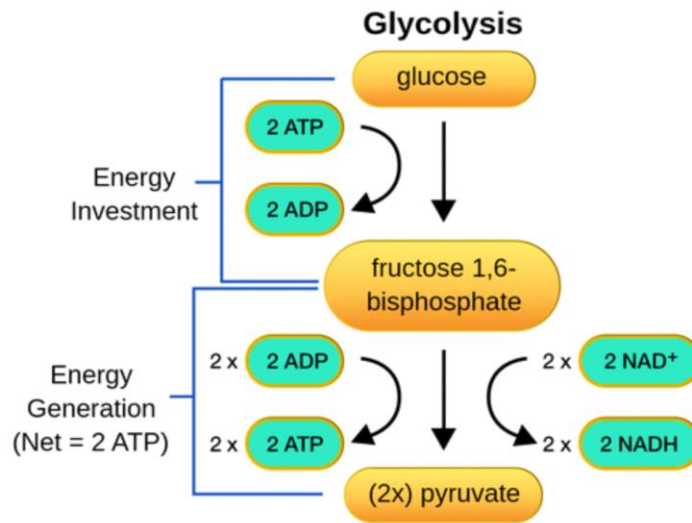 Glycolysis
glucose
2 ATP
2 ADP
Energy
Investment
fructose 1,6-
bisphosphate
2 x 2 ADP
2 x 2 NAD⁺
Energy
Generation
(Net = 2 ATP)
2 x 2 ATP
2 x 2 NADH
(2x) pyruvate